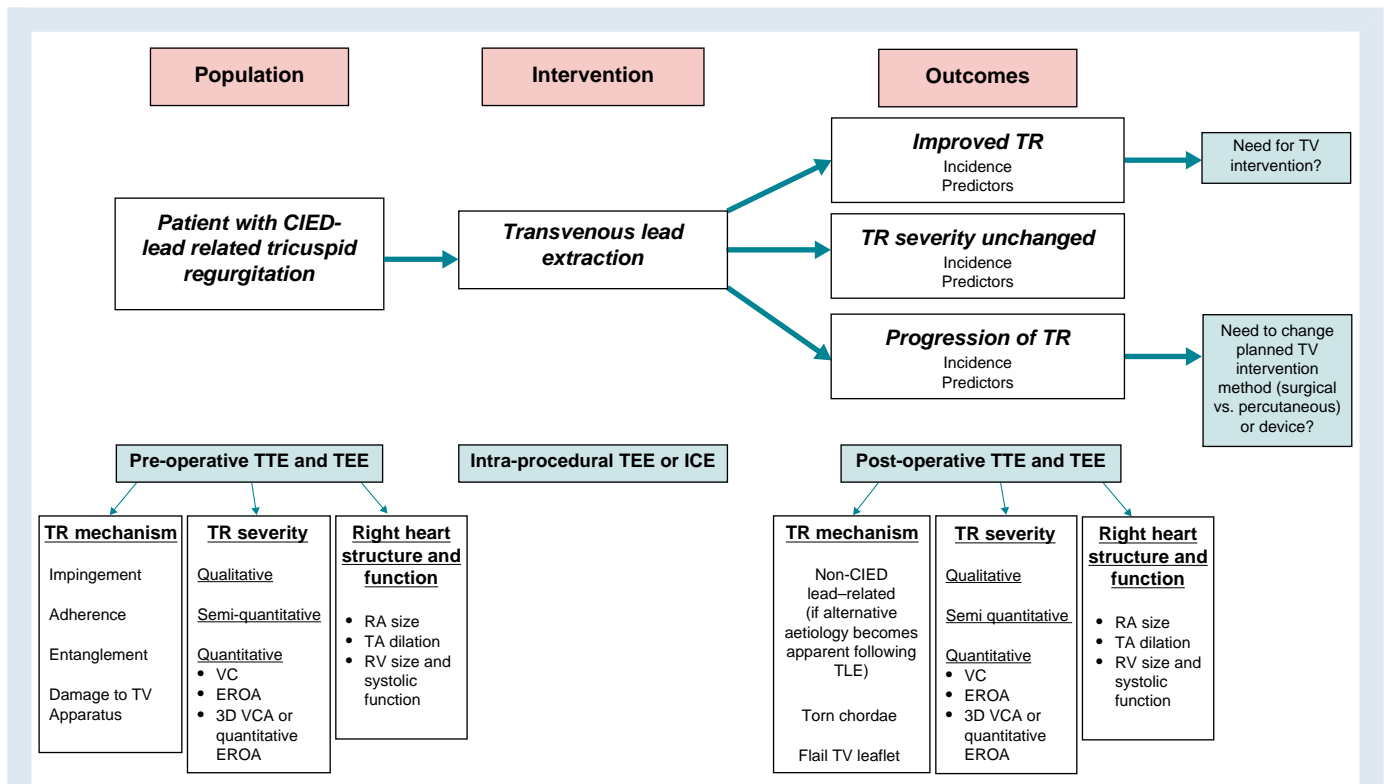 Population
Intervention
Outcomes
Patient with CIED-
lead related tricuspid
regurgitation
Transvenous lead
extraction
Improved TR
Incidence
Predictors
Need for TV
intervention?
TR severity unchanged
Incidence
Predictors
Progression of TR
Incidence
Predictors
Need to change
planned TV
intervention
method (surgical
vs. percutaneous)
or device?
Pre-operative TTE and TEE
Intra-procedural TEE or ICE
Post-operative TTE and TEE
TR mechanism
Impingement
Adherence
Entanglement
Damage to TV
Apparatus
TR severity
Qualitative
Semi-quantitative
Quantitative
• VC
• EROA
• 3D VCA or
quantitative
EROA
Right heart
structure and
function
• RA size
• TA dilation
• RV size and
systolic
function
TR mechanism
Non-CIED
lead–related
(if alternative
aetiology becomes
apparent following
TLE)
Torn chordae
Flail TV leaflet
TR severity
Qualitative
Semi quantitative
Quantitative
• VC
• EROA
• 3D VCA or
quantitative
EROA
Right heart
structure and
function
• RA size
• TA dilation
• RV size and
systolic
function